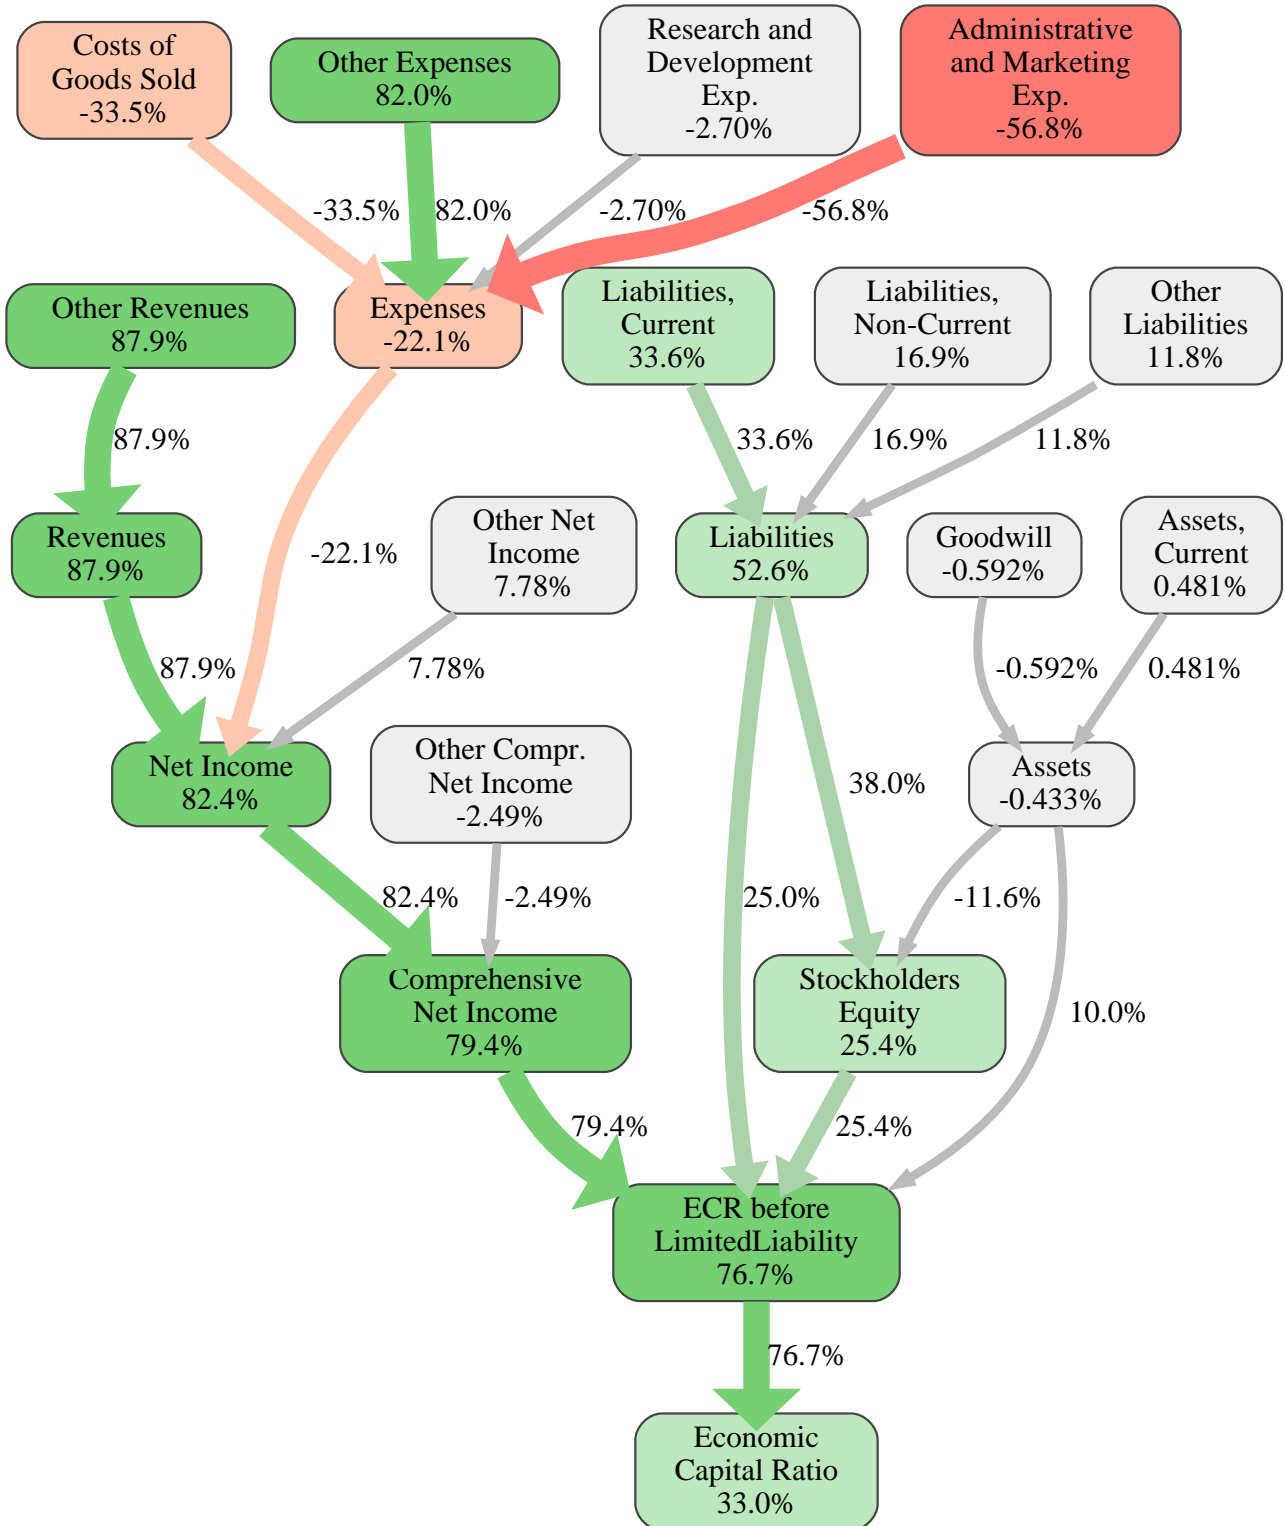 Costs of
Goods Sold
-33.5%
Other Expenses
82.0%
Research and
Development
Exp.
-2.70%
Administrative
and Marketing
Exp.
-56.8%
-33.5%
82.0%
-2.70%
-56.8%
Other Revenues
87.9%
Expenses
-22.1%
Liabilities,
Current
33.6%
Liabilities,
Non-Current
16.9%
Other
Liabilities
11.8%
87.9%
33.6%
16.9%
11.8%
Revenues
87.9%
-22.1%
Other Net
Income
7.78%
Liabilities
52.6%
Goodwill
-0.592%
Assets,
Current
0.481%
87.9%
7.78%
-0.592%
0.481%
Net Income
82.4%
Other Compr.
Net Income
-2.49%
38.0%
Assets
-0.433%
82.4%
-2.49%
25.0%
-11.6%
Comprehensive
Net Income
79.4%
Stockholders
Equity
25.4%
10.0%
79.4%
25.4%
ECR before
LimitedLiability
76.7%
76.7%
Economic
Capital Ratio
33.0%